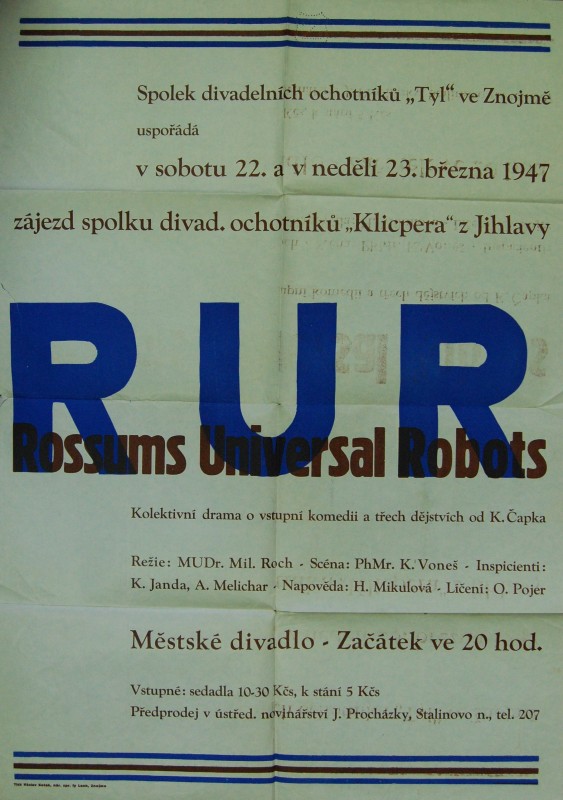 Spolek divadelních ochotníků „Tyl“ ve Znojmě
uspořádá
v sobotu 22. a v neděli 23. března 1947
zájezd spolku divad. ochotníků „Klicpera“ z Jihlavy
RUR
Rossums Universal Robots
Kolektivní drama o vstupní komedii a třech dějstvích od K. Čapka
Režie: MUDr. Mil. Roch - Scéna: PhMr. K. Voneš - Inspicienti:
K. Janda, A. Melichar - Napověda: H. Mikulová - Líčení: O. Pojer
Městské divadlo - Začátek ve 20 hod.
Vstupné: sedadla 10-30 Kčs, k stání 5 Kčs
Předprodej v ústřed. novinářství J. Procházky, Stalinovo n., tel. 207